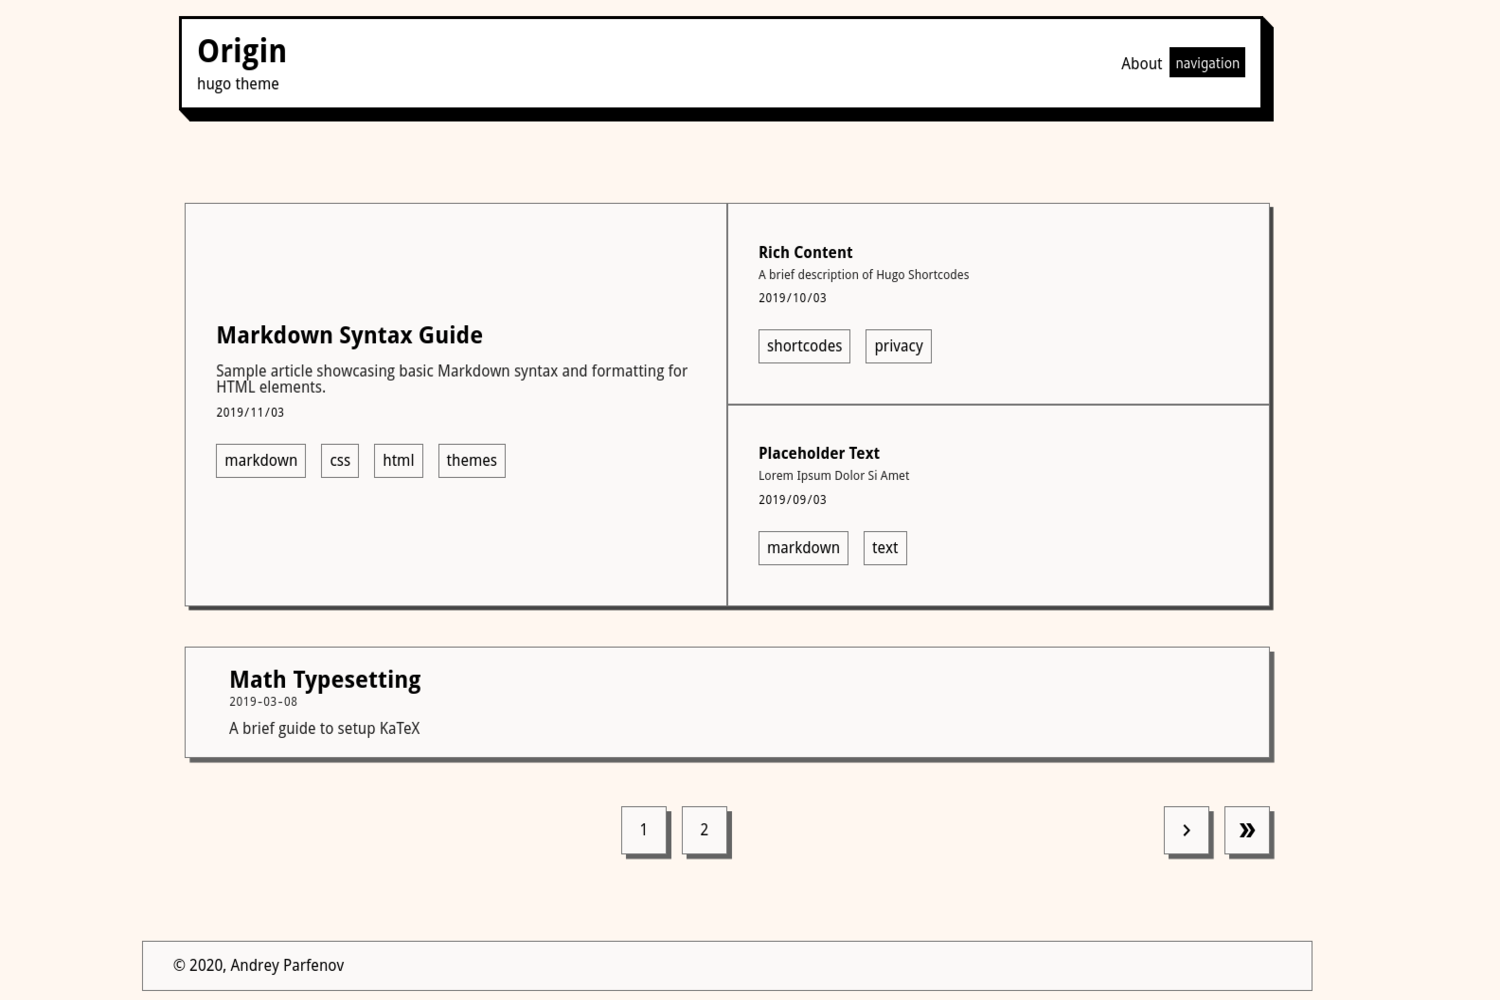 Origin
hugo theme
About navigation
Markdown Syntax Guide
Sample article showcasing basic Markdown syntax and formatting for
HTML elements.
2019/11/03
markdown css html themes
Rich Content
A brief description of Hugo Shortcodes
2019/10/03
shortcodes privacy
Placeholder Text
Lorem Ipsum Dolor Si Amet
2019/09/03
markdown text
Math Typesetting
2019-03-08
A brief guide to setup KaTeX
1 2 › »
© 2020, Andrey Parfenov